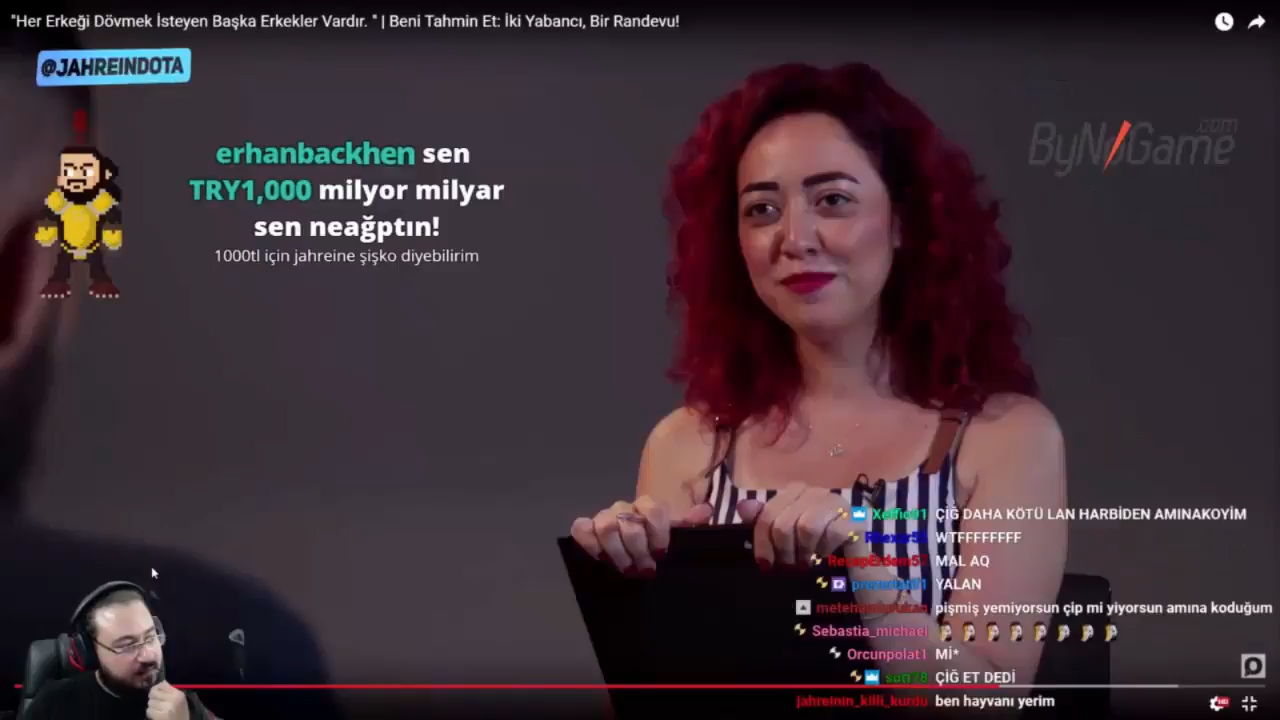 "Her Erkeği Dövmek İsteyen Başka Erkekler Vardır. " | Beni Tahmin Et: İki Yabancı, Bir Randevu!
@JAHREINDOTA
ByNoGame
.com
erhanbackhen sen
TRY1,000 milyor milyar
sen neağptın!
1000tl için jahreine şişko diyebilirim
ÇİĞ DAHA KÖTÜ LAN HARBİDEN AMINAKOYİM
WTFFFFFFFF
MAL AQ
YALAN
pişmiş yemiyorsun çip mi yiyorsun amına koduğum
Sebastia_michael
Orcunpolat1 Mİ*
ÇİĞ ET DEDİ
jahreinin_killi_kurdu ben hayvanı yerim
HD